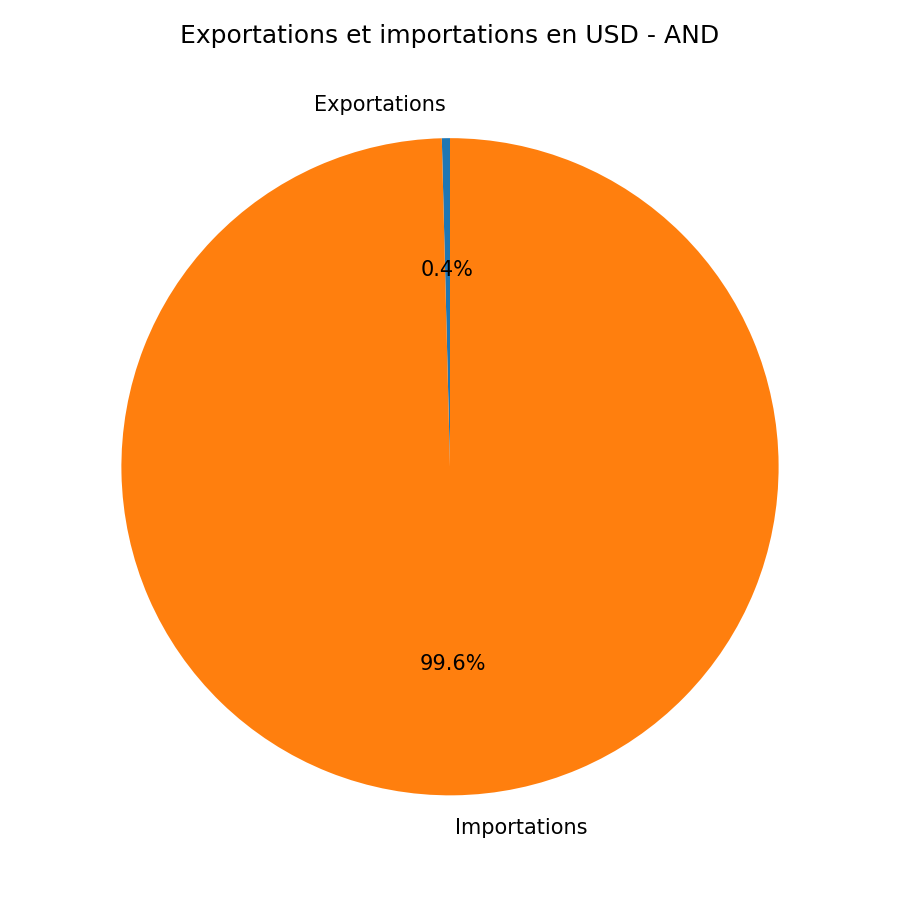 Exportations et importations en USD - AND
Exportations
0.4%
99.6%
Importations